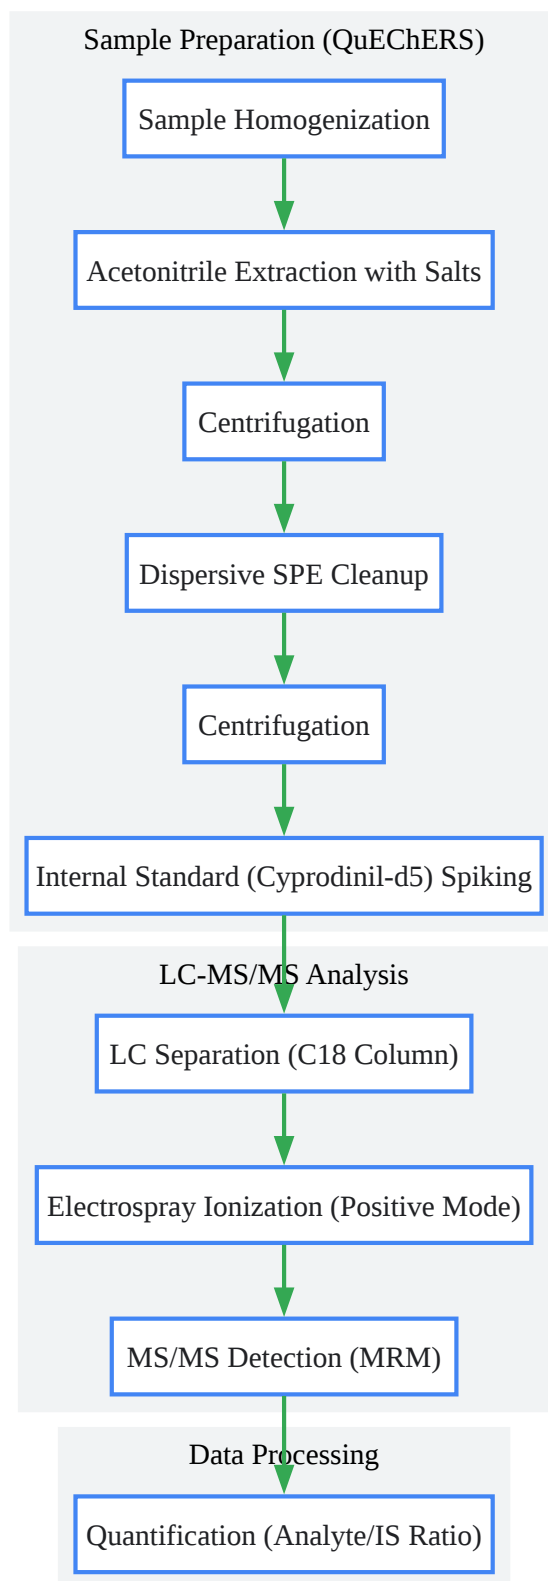 Sample Preparation (QuEChERS)
Sample Homogenization
Acetonitrile Extraction with Salts
Centrifugation
Dispersive SPE Cleanup
Centrifugation
Internal Standard (Cyprodinil-d5) Spiking
LC-MS/MS Analysis
LC Separation (C18 Column)
Electrospray Ionization (Positive Mode)
MS/MS Detection (MRM)
Data Processing
Quantification (Analyte/IS Ratio)